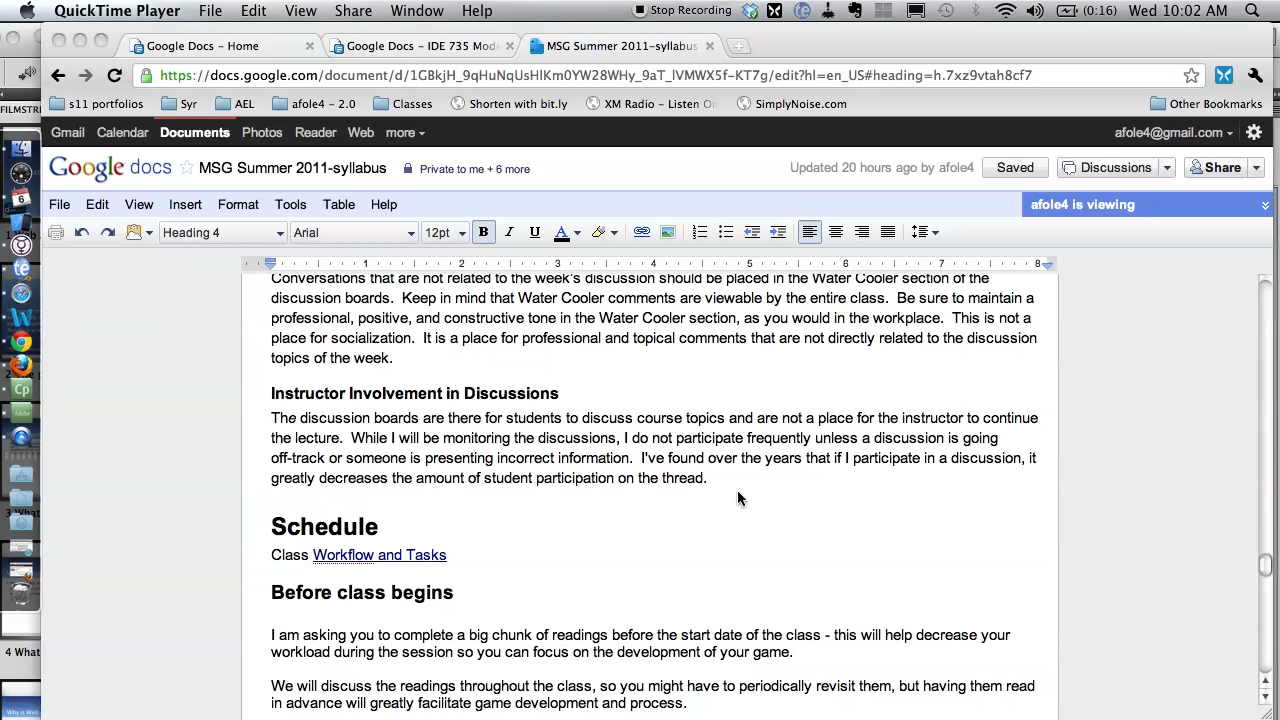 QuickTime Player File Edit View Share Window Help Stop Recording (0:16) Wed 10:02 AM
Google Docs - Home Google Docs - IDE 735 Mod MSG Summer 2011-syllabus
https://docs.google.com/document/d/1GBkjH_9qHuNqUsHlKm0YW28WHy_9aT_lVMWX5f-KT7g/edit?hl=en_US#heading=h.7xz9vtah8cf7
s11 portfolios Syr AEL afole4 - 2.0 Classes Shorten with bit.ly XM Radio - Listen O SimplyNoise.com Other Bookmarks
FILMSTR
Gmail Calendar Documents Photos Reader Web more afole4@gmail.com
Google docs MSG Summer 2011-syllabus Private to me + 6 more Updated 20 hours ago by afole4 Saved Discussions Share
File Edit View Insert Format Tools Table Help afole4 is viewing
Heading 4 Arial 12pt B I U A
1 2 3 4 5 6 7 8
Conversations that are not related to the week's discussion should be placed in the Water Cooler section of the
discussion boards. Keep in mind that Water Cooler comments are viewable by the entire class. Be sure to maintain a
professional, positive, and constructive tone in the Water Cooler section, as you would in the workplace. This is not a
place for socialization. It is a place for professional and topical comments that are not directly related to the discussion
topics of the week.
Instructor Involvement in Discussions
The discussion boards are there for students to discuss course topics and are not a place for the instructor to continue
the lecture. While I will be monitoring the discussions, I do not participate frequently unless a discussion is going
off-track or someone is presenting incorrect information. I've found over the years that if I participate in a discussion, it
greatly decreases the amount of student participation on the thread.
3 What
Schedule
Class Workflow and Tasks
Before class begins
I am asking you to complete a big chunk of readings before the start date of the class - this will help decrease your
workload during the session so you can focus on the development of your game.
4 What
We will discuss the readings throughout the class, so you might have to periodically revisit them, but having them read
in advance will greatly facilitate game development and process.